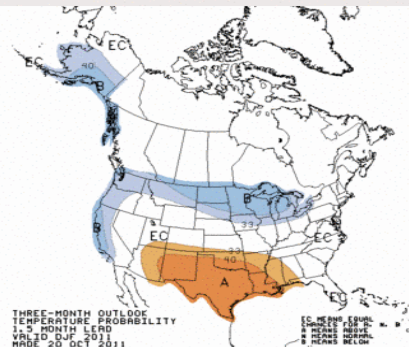 EC
EC
40
B
B
33
B
EC
EC
33
40
A
EC
THREE-MONTH OUTLOOK
TEMPERATURE PROBABILITY
1.5 MONTH LEAD
VALID DJF 2011
MADE 20 OCT 2011
EC MEANS EQUAL
CHANCES FOR A, N, B
A MEANS ABOVE
N MEANS NORMAL
B MEANS BELOW